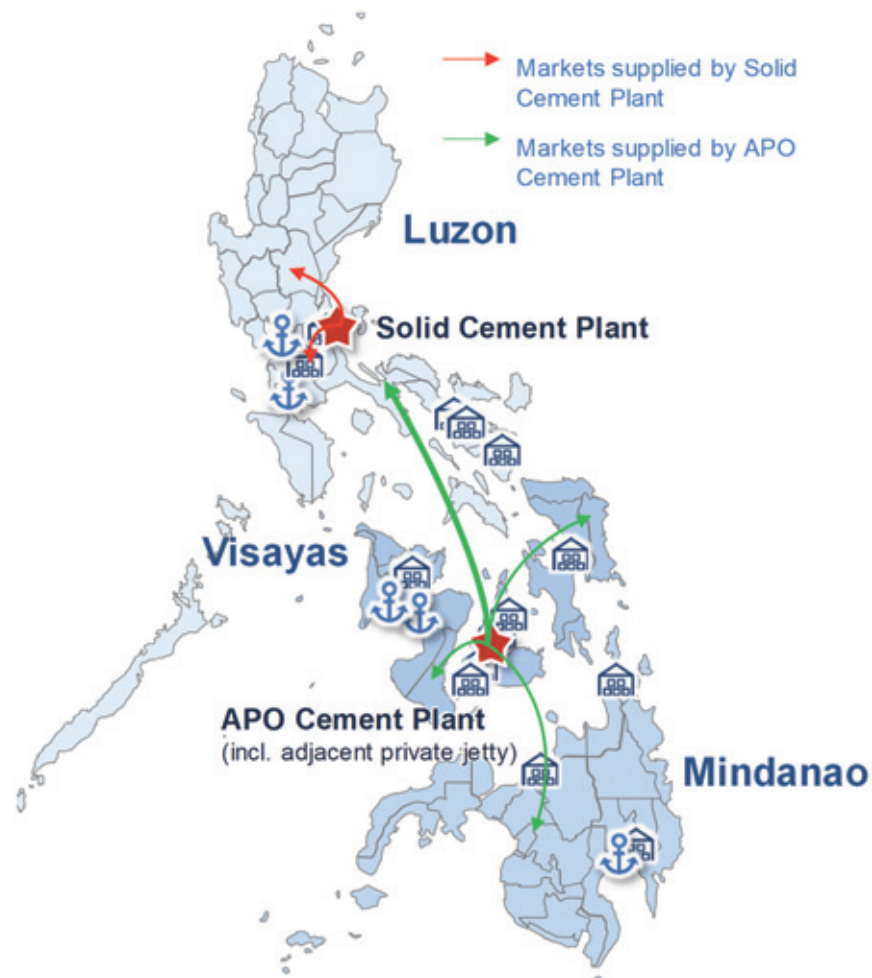 Markets supplied by Solid
Cement Plant
Markets supplied by APO
Cement Plant
Luzon
Solid Cement Plant
Visayas
APO Cement Plant
(incl. adjacent private jetty)
Mindanao